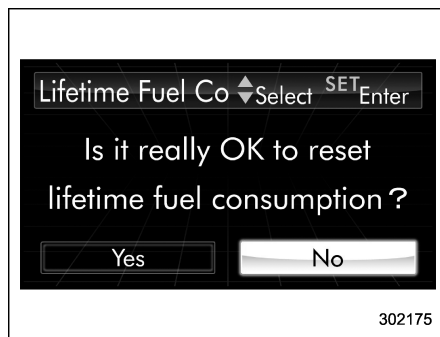 Lifetime Fuel Co Select SET Enter
Is it really OK to reset
lifetime fuel consumption ?
Yes No
302175